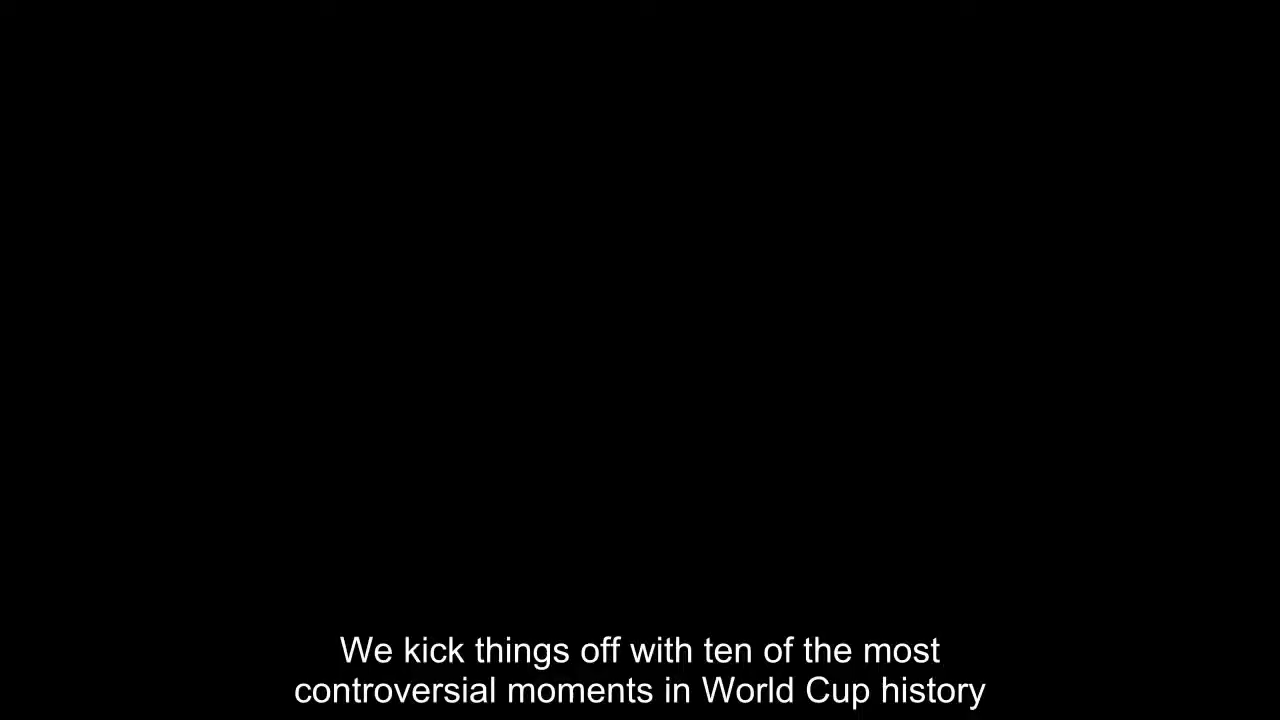 We kick things off with ten of the most
controversial moments in World Cup history